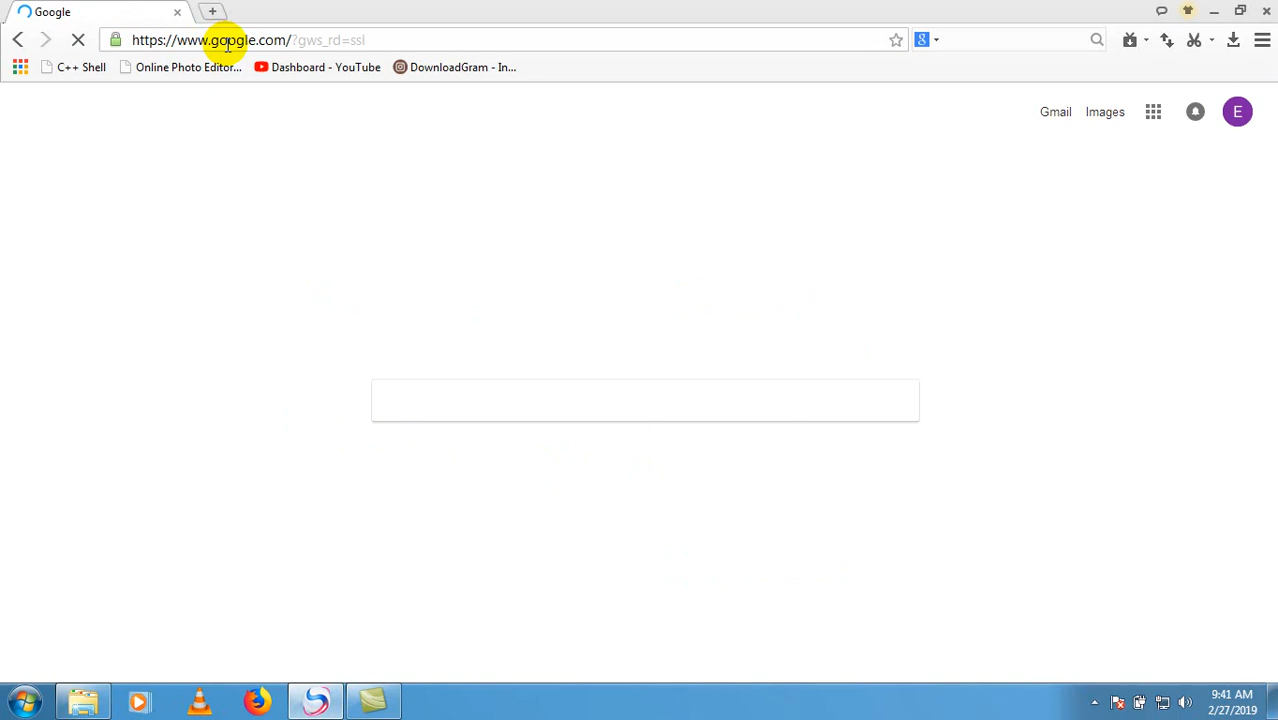 Google
https://www.google.com/?gws_rd=ssl
C++ Shell Online Photo Editor... Dashboard - YouTube DownloadGram - In...
Gmail Images E
9:41 AM
2/27/2019